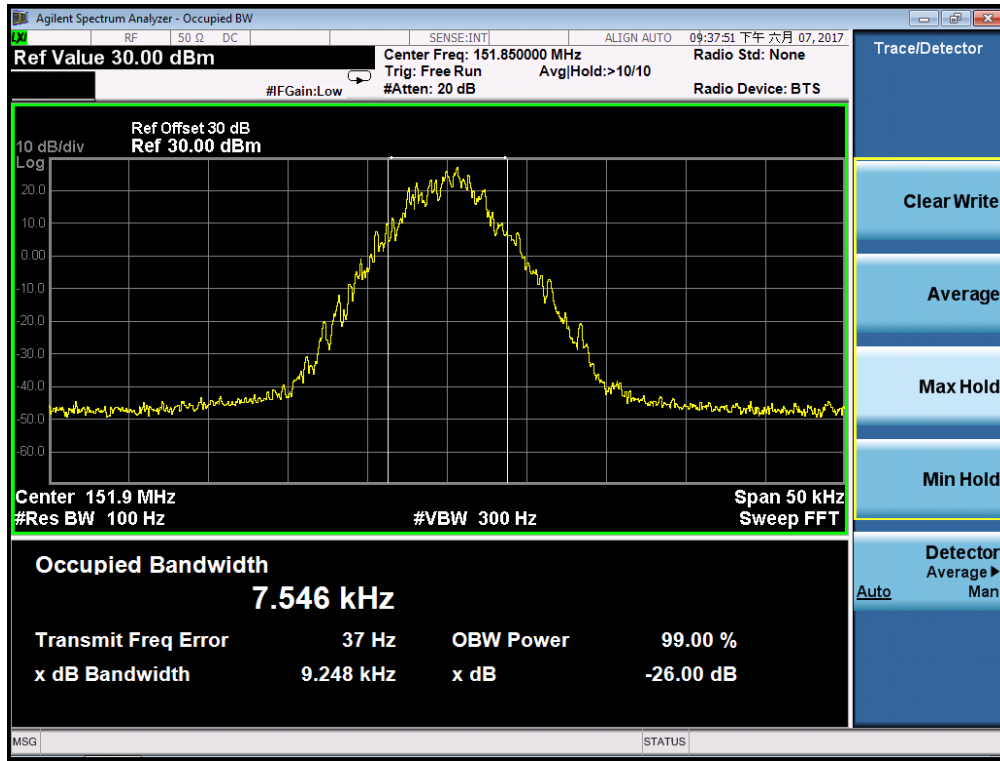 Agilent Spectrum Analyzer - Occupied BW
LXI RF 50 Ω DC SENSE:INT ALIGN AUTO 09:37:51 下午 六月 07, 2017
Ref Value 30.00 dBm
Center Freq: 151.850000 MHz
Radio Std: None
Trig: Free Run Avg|Hold:>10/10
#IFGain:Low
#Atten: 20 dB
Radio Device: BTS
Trace/Detector
Ref Offset 30 dB
10 dB/div Ref 30.00 dBm
Log
20.0
10.0
0.00
-10.0
-20.0
-30.0
-40.0
-50.0
-60.0
Center 151.9 MHz Span 50 kHz
#Res BW 100 Hz #VBW 300 Hz Sweep FFT
Clear Write
Average
Max Hold
Min Hold
Detector
Average
Auto Man
Occupied Bandwidth
7.546 kHz
Transmit Freq Error 37 Hz OBW Power 99.00 %
x dB Bandwidth 9.248 kHz x dB -26.00 dB
MSG STATUS